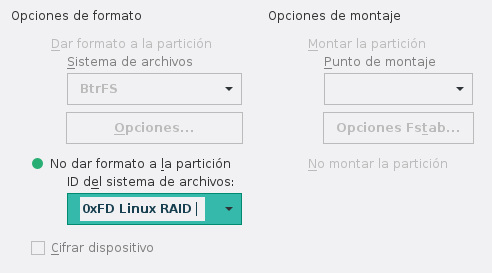 Opciones de formato
Dar formato a la partición
Sistema de archivos
BtrFS
Opciones...
No dar formato a la partición
ID del sistema de archivos:
0xFD Linux RAID
Cifrar dispositivo
Opciones de montaje
Montar la partición
Punto de montaje
Opciones Fstab...
No montar la partición